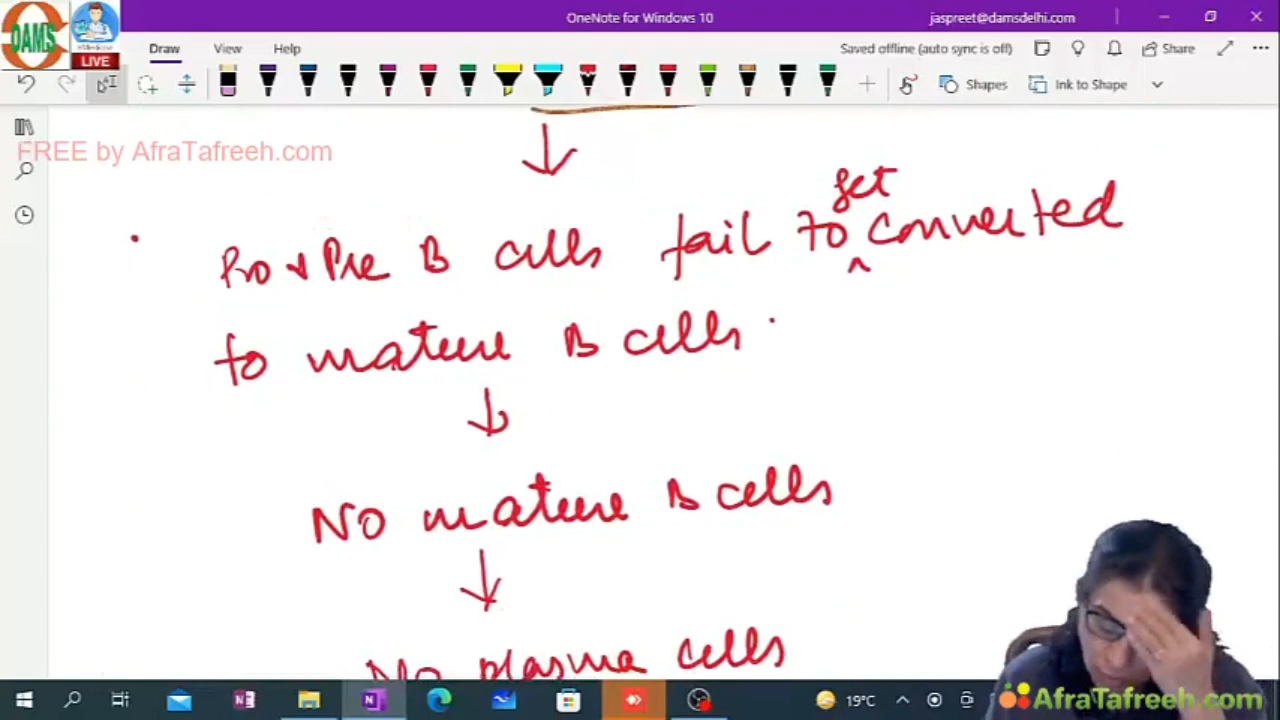 OneNote for Windows 10
jaspreet@damsdelhi.com
DAMS
LIVE
Draw View Help
Saved offline (auto sync is off)
Share
Shapes
Ink to Shape
FREE by AfraTafreeh.com
get
Pro & Pre B cells fail to ^ converted
to mature B cells.
No mature B cells
No plasma cells
19°C
AfraTafreeh.com